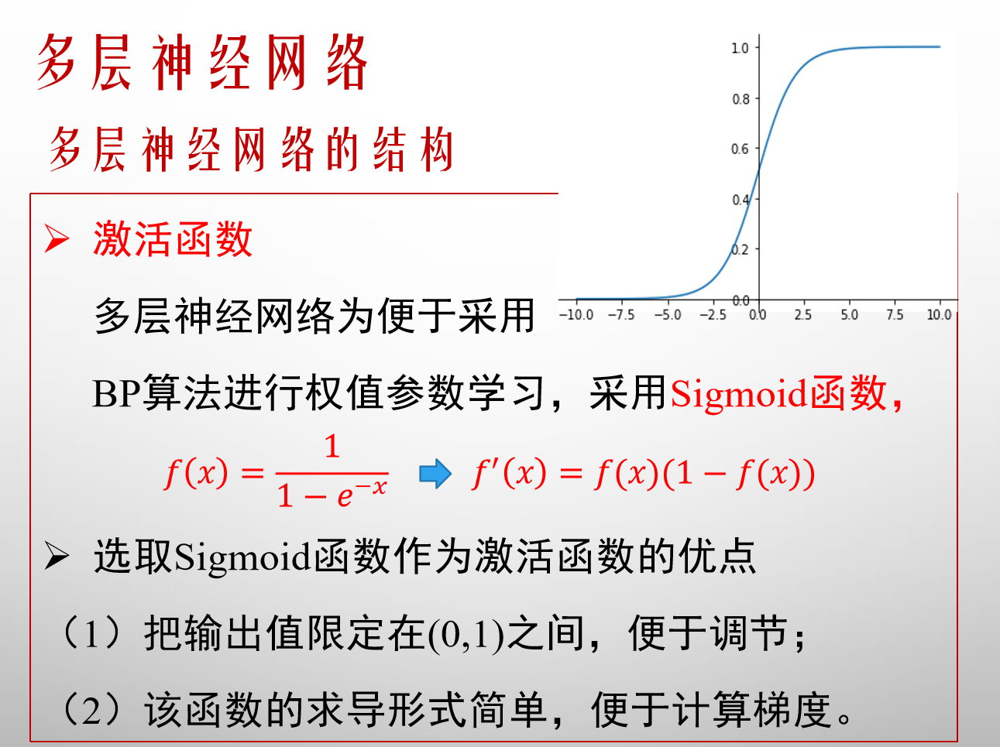 多层神经网络
多层神经网络的结构
1.0
0.8
0.6
0.4
0.2
0.0
−10.0 −7.5 −5.0 −2.5 0.0 2.5 5.0 7.5 10.0
➢ 激活函数
多层神经网络为便于采用
BP算法进行权值参数学习，采用Sigmoid函数，
f(x) = 1 / (1 − e^{−x}) ➡ f′(x) = f(x)(1 − f(x))
➢ 选取Sigmoid函数作为激活函数的优点
（1）把输出值限定在(0,1)之间，便于调节；
（2）该函数的求导形式简单，便于计算梯度。